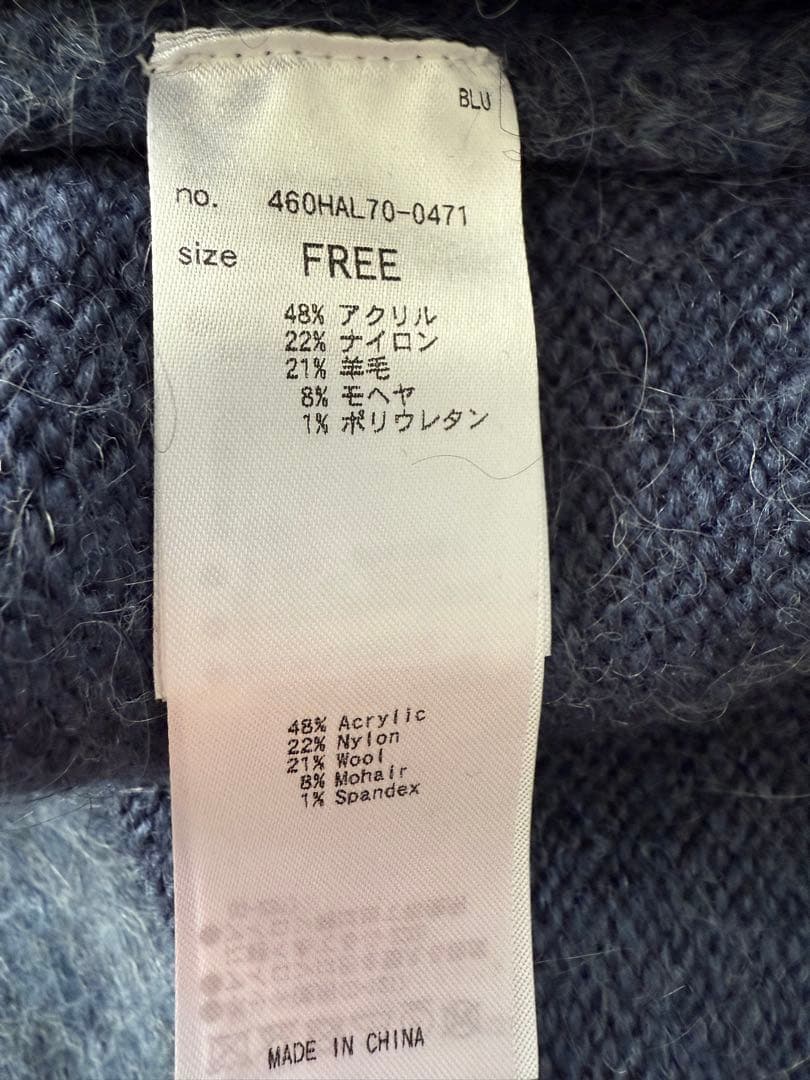 BLU
no. 460HAL70-0471
size FREE
48% アクリル
22% ナイロン
21% 羊毛
8% モヘヤ
1% ポリウレタン
48% Acrylic
22% Nylon
21% Wool
8% Mohair
1% Spandex
MADE IN CHINA